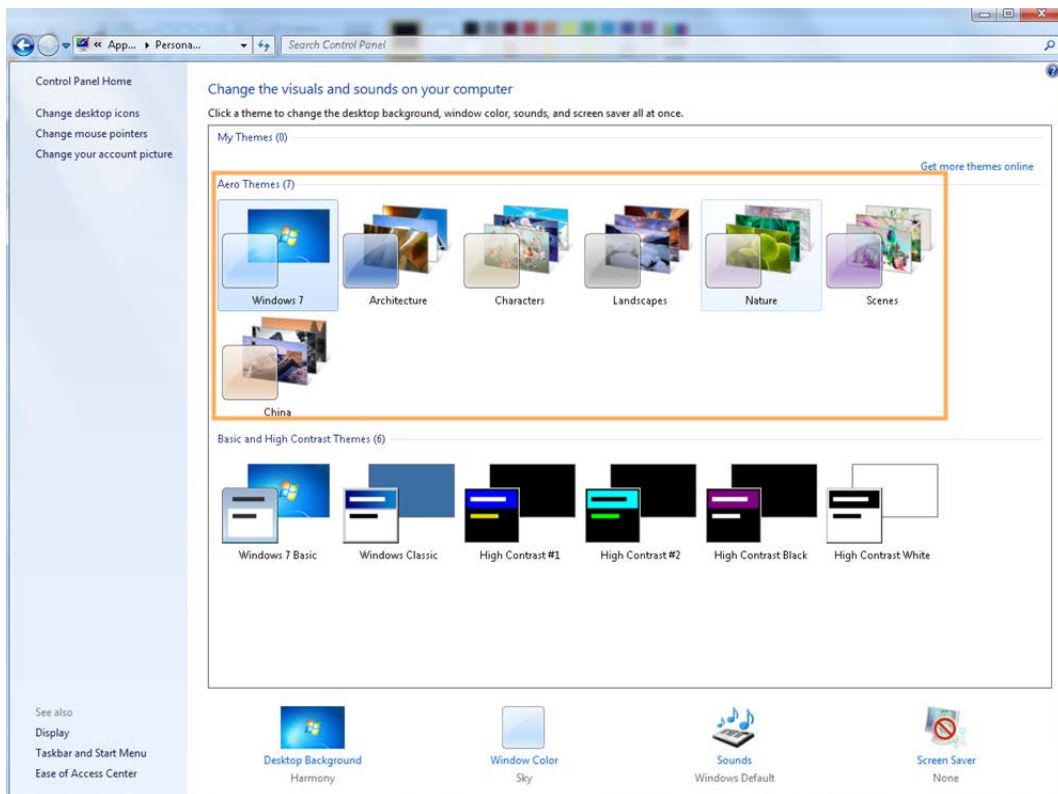 « App... ▸ Persona...
Search Control Panel
Control Panel Home
Change desktop icons
Change mouse pointers
Change your account picture
Change the visuals and sounds on your computer
Click a theme to change the desktop background, window color, sounds, and screen saver all at once.
My Themes (0)
Get more themes online
Aero Themes (7)
Windows 7
Architecture
Characters
Landscapes
Nature
Scenes
China
Basic and High Contrast Themes (6)
Windows 7 Basic
Windows Classic
High Contrast #1
High Contrast #2
High Contrast Black
High Contrast White
See also
Display
Taskbar and Start Menu
Ease of Access Center
Desktop Background
Harmony
Window Color
Sky
Sounds
Windows Default
Screen Saver
None